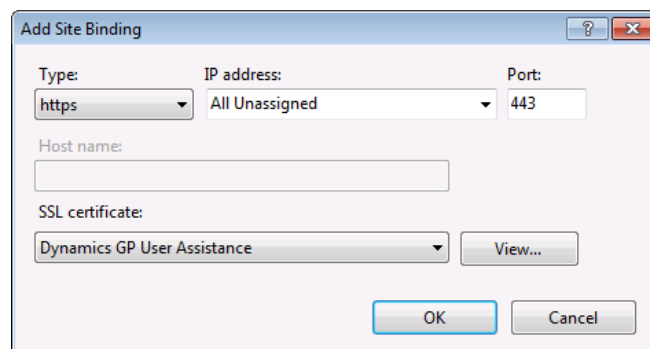 Add Site Binding
?
Type: IP address: Port:
https All Unassigned 443
Host name:
SSL certificate:
Dynamics GP User Assistance View...
OK Cancel